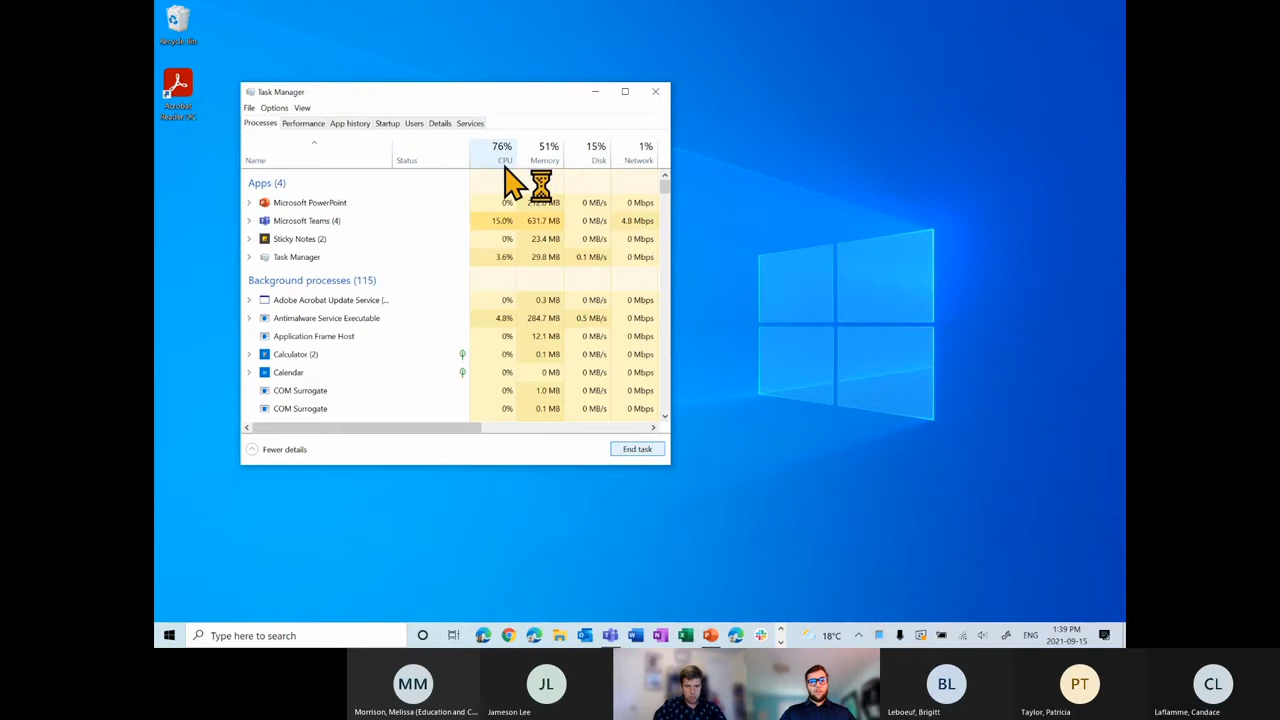 Recycle Bin
Acrobat
Reader DC
Task Manager
File Options View
Processes Performance App history Startup Users Details Services
76% 51% 15% 1%
Name Status CPU Memory Disk Network
Apps (4)
Microsoft PowerPoint 0% MB 0 MB/s 0 Mbps
Microsoft Teams (4) 15.0% 631.7 MB 0 MB/s 4.8 Mbps
Sticky Notes (2) 0% 23.4 MB 0 MB/s 0 Mbps
Task Manager 3.6% 29.8 MB 0.1 MB/s 0 Mbps
Background processes (115)
Adobe Acrobat Update Service (... 0% 0.3 MB 0 MB/s 0 Mbps
Antimalware Service Executable 4.8% 284.7 MB 0.5 MB/s 0 Mbps
Application Frame Host 0% 12.1 MB 0 MB/s 0 Mbps
Calculator (2) 0% 0.1 MB 0 MB/s 0 Mbps
Calendar 0% 0 MB 0 MB/s 0 Mbps
COM Surrogate 0% 1.0 MB 0 MB/s 0 Mbps
COM Surrogate 0% 0.1 MB 0 MB/s 0 Mbps
Fewer details End task
Type here to search 18°C ENG 1:39 PM
2021-09-15
MM JL BL PT CL
Morrison, Melissa (Education and C... Jameson Lee Leboeuf, Brigitt Taylor, Patricia Laflamme, Candace